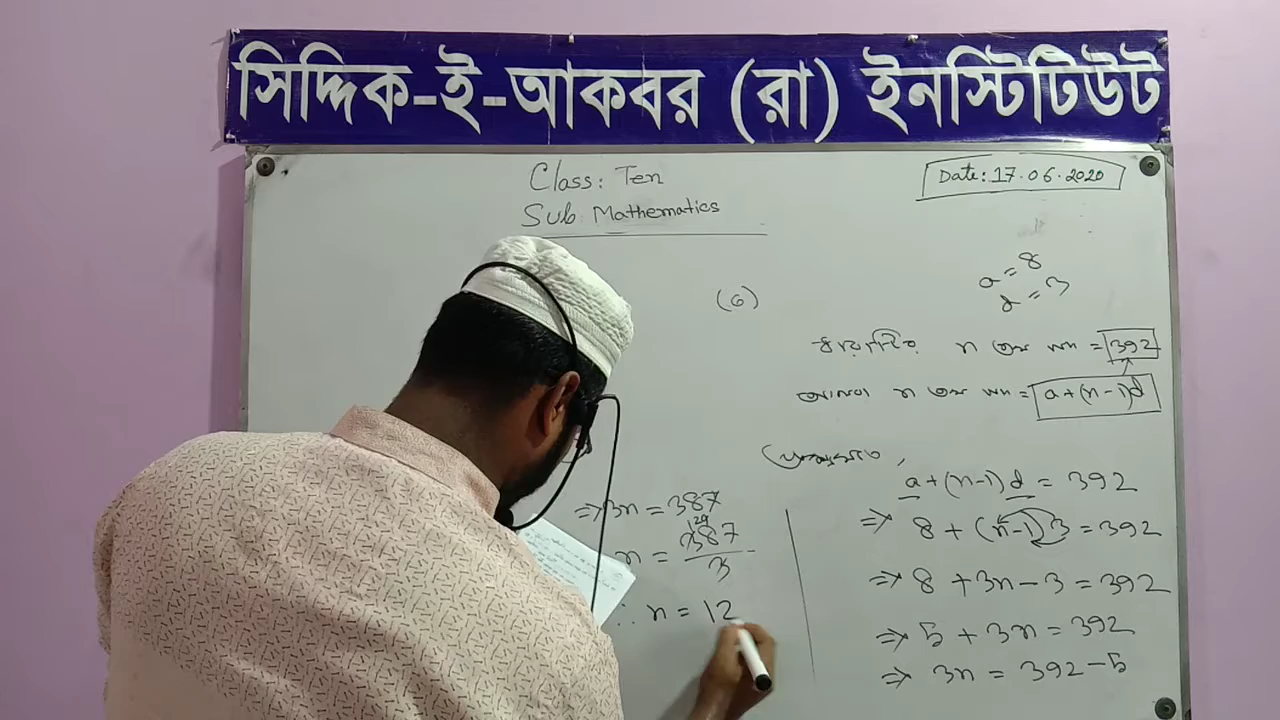 সিদ্দিক-ই-আকবর (রা) ইনস্টিটিউট
Class: Ten
Date: 17.06.2020
Sub Mathematics
(6)
a = 8
d = 3
ধারাটির n তম পদ = 392
আমরা n তম পদ = a+(n-1)d
প্রশ্নমতে,
a+(n-1)d = 392
⇒ 8 + (n-1)3 = 392
⇒ 8 + 3n - 3 = 392
⇒ 5 + 3n = 392
⇒ 3n = 392 - 5
⇒ 3n = 387
129
n = 387
3
∴ n = 12